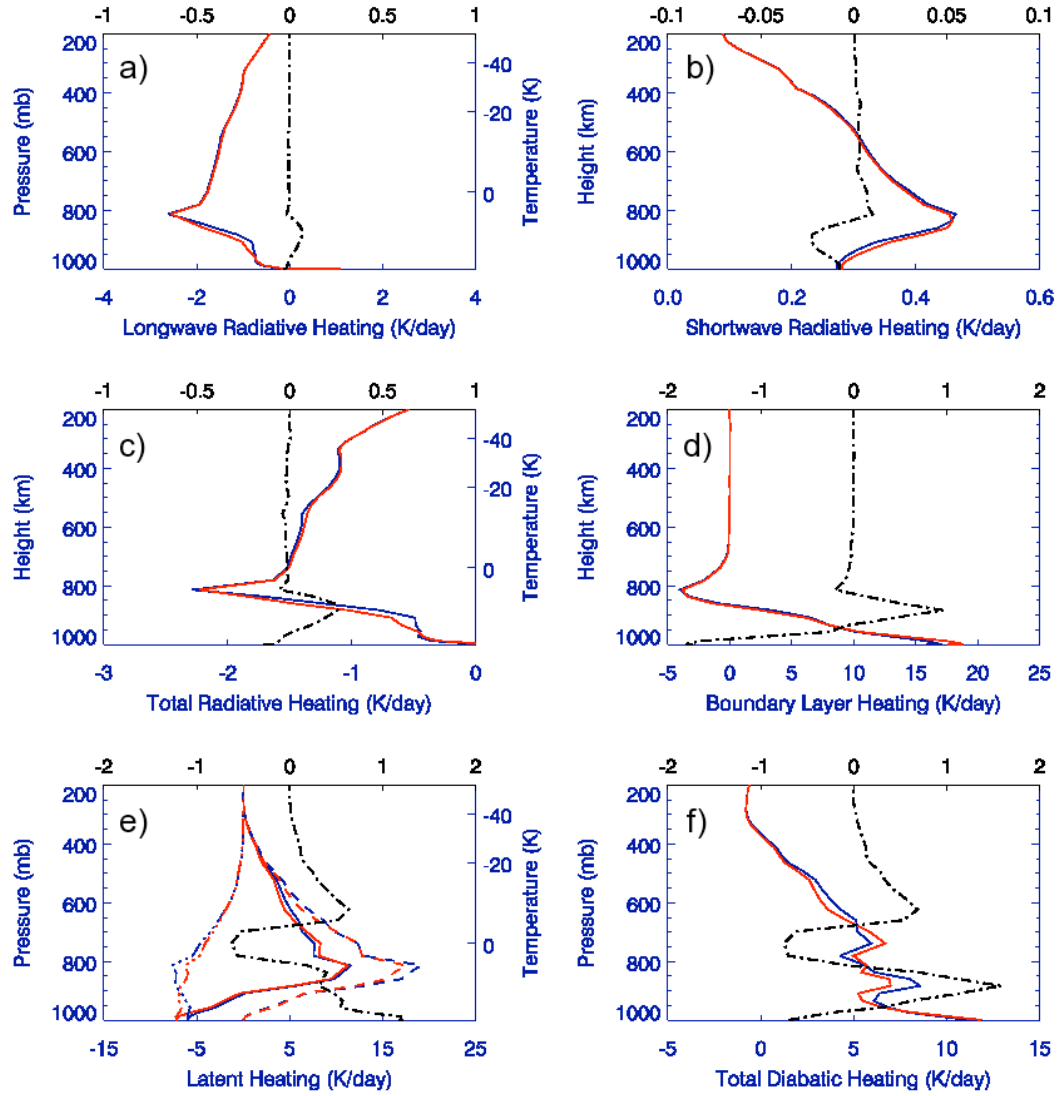 -1 -0.5 0 0.5 1
200
400
600
800
1000
Pressure (mb)
a)
-40
-20
0
Temperature (K)
-4 -2 0 2 4
Longwave Radiative Heating (K/day)
-0.1 -0.05 0 0.05 0.1
200
400
600
800
1000
Height (km)
b)
0.0 0.2 0.4 0.6
Shortwave Radiative Heating (K/day)
-1 -0.5 0 0.5 1
200
400
600
800
1000
Height (km)
c)
-40
-20
0
Temperature (K)
-3 -2 -1 0
Total Radiative Heating (K/day)
-2 -1 0 1 2
200
400
600
800
1000
Height (km)
d)
-5 0 5 10 15 20 25
Boundary Layer Heating (K/day)
-2 -1 0 1 2
200
400
600
800
1000
Pressure (mb)
e)
-40
-20
0
Temperature (K)
-15 -5 5 15 25
Latent Heating (K/day)
-2 -1 0 1 2
200
400
600
800
1000
Pressure (mb)
f)
0 5 10 15
Total Diabatic Heating (K/day)